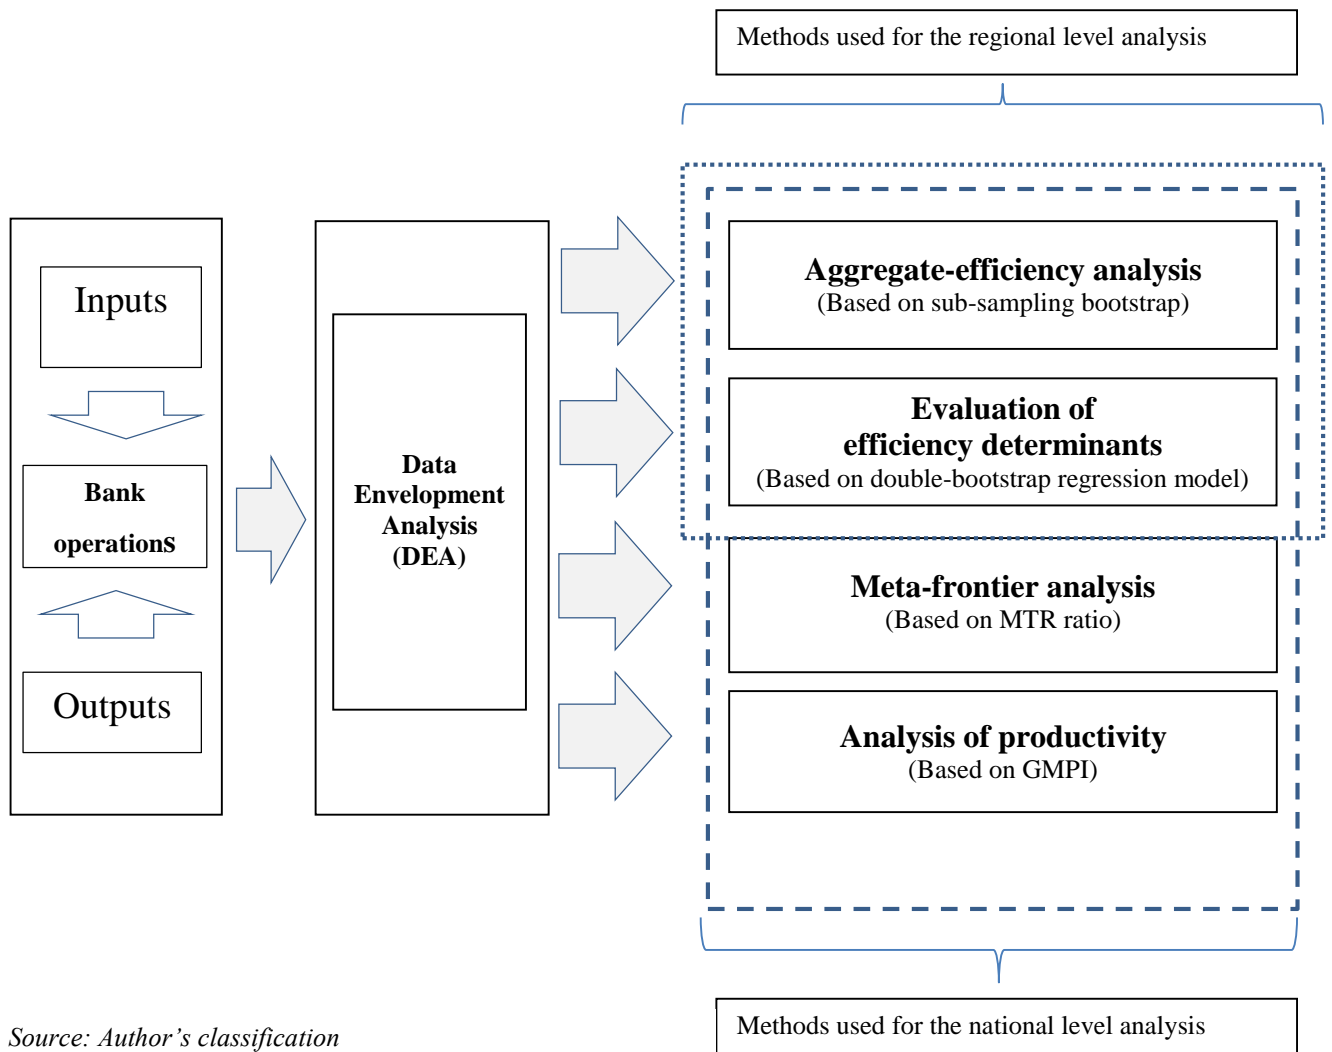 Methods used for the regional level analysis
Inputs
Bank
operations
Outputs
Data
Envelopment
Analysis
(DEA)
Aggregate-efficiency analysis
(Based on sub-sampling bootstrap)
Evaluation of
efficiency determinants
(Based on double-bootstrap regression model)
Meta-frontier analysis
(Based on MTR ratio)
Analysis of productivity
(Based on GMPI)
Methods used for the national level analysis
Source: Author’s classification